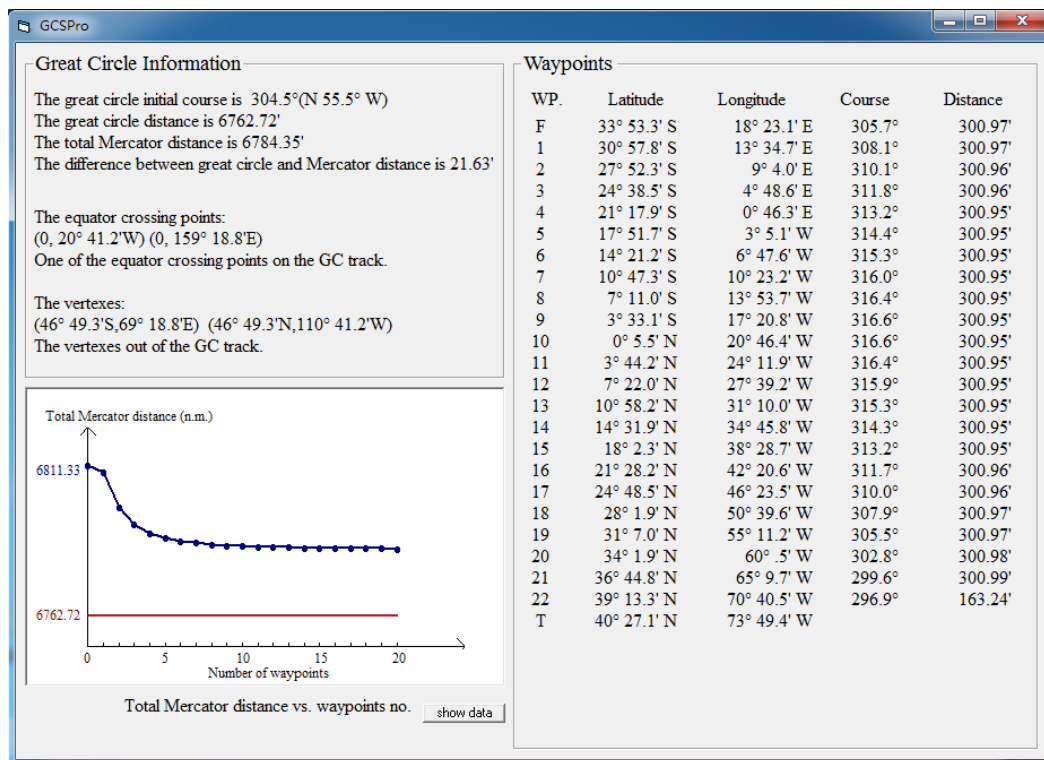 GCSPro
Great Circle Information
The great circle initial course is 304.5°(N 55.5° W)
The great circle distance is 6762.72'
The total Mercator distance is 6784.35'
The difference between great circle and Mercator distance is 21.63'
The equator crossing points:
(0, 20° 41.2'W) (0, 159° 18.8'E)
One of the equator crossing points on the GC track.
The vertexes:
(46° 49.3'S,69° 18.8'E) (46° 49.3'N,110° 41.2'W)
The vertexes out of the GC track.
Total Mercator distance (n.m.)
6811.33
6762.72
0 5 10 15 20
Number of waypoints
Total Mercator distance vs. waypoints no.
show data
Waypoints
WP. Latitude Longitude Course Distance
F 33° 53.3' S 18° 23.1' E 305.7° 300.97'
1 30° 57.8' S 13° 34.7' E 308.1° 300.97'
2 27° 52.3' S 9° 4.0' E 310.1° 300.96'
3 24° 38.5' S 4° 48.6' E 311.8° 300.96'
4 21° 17.9' S 0° 46.3' E 313.2° 300.95'
5 17° 51.7' S 3° 5.1' W 314.4° 300.95'
6 14° 21.2' S 6° 47.6' W 315.3° 300.95'
7 10° 47.3' S 10° 23.2' W 316.0° 300.95'
8 7° 11.0' S 13° 53.7' W 316.4° 300.95'
9 3° 33.1' S 17° 20.8' W 316.6° 300.95'
10 0° 5.5' N 20° 46.4' W 316.6° 300.95'
11 3° 44.2' N 24° 11.9' W 316.4° 300.95'
12 7° 22.0' N 27° 39.2' W 315.9° 300.95'
13 10° 58.2' N 31° 10.0' W 315.3° 300.95'
14 14° 31.9' N 34° 45.8' W 314.3° 300.95'
15 18° 2.3' N 38° 28.7' W 313.2° 300.95'
16 21° 28.2' N 42° 20.6' W 311.7° 300.96'
17 24° 48.5' N 46° 23.5' W 310.0° 300.96'
18 28° 1.9' N 50° 39.6' W 307.9° 300.97'
19 31° 7.0' N 55° 11.2' W 305.5° 300.97'
20 34° 1.9' N 60° .5' W 302.8° 300.98'
21 36° 44.8' N 65° 9.7' W 299.6° 300.99'
22 39° 13.3' N 70° 40.5' W 296.9° 163.24'
T 40° 27.1' N 73° 49.4' W